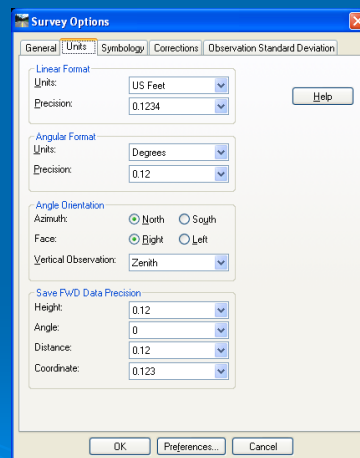 Survey Options
General Units Symbology Corrections Observation Standard Deviation
Linear Format
Units: US Feet
Precision: 0.1234
Help
Angular Format
Units: Degrees
Precision: 0.12
Angle Orientation
Azimuth: North South
Face: Right Left
Vertical Observation: Zenith
Save FWD Data Precision
Height: 0.12
Angle: 0
Distance: 0.12
Coordinate: 0.123
OK Preferences... Cancel